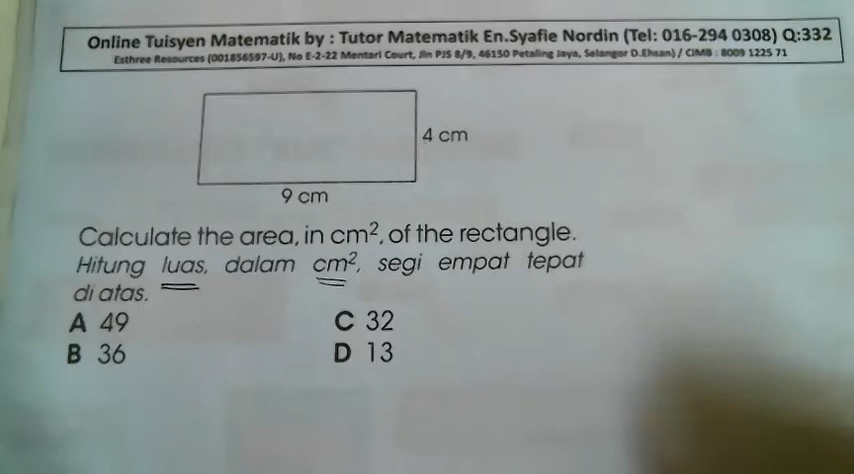 Online Tuisyen Matematik by : Tutor Matematik En.Syafie Nordin (Tel: 016-294 0308) Q:332
Esthree Resources (001856597-U), No E-2-22 Mentari Court, Jln PJS 8/9, 46150 Petaling Jaya, Selangor D.Ehsan) / CIMB : 8009 1225 71
4 cm
9 cm
Calculate the area, in cm², of the rectangle.
Hitung luas, dalam cm², segi empat tepat
di atas.
A 49 C 32
B 36 D 13